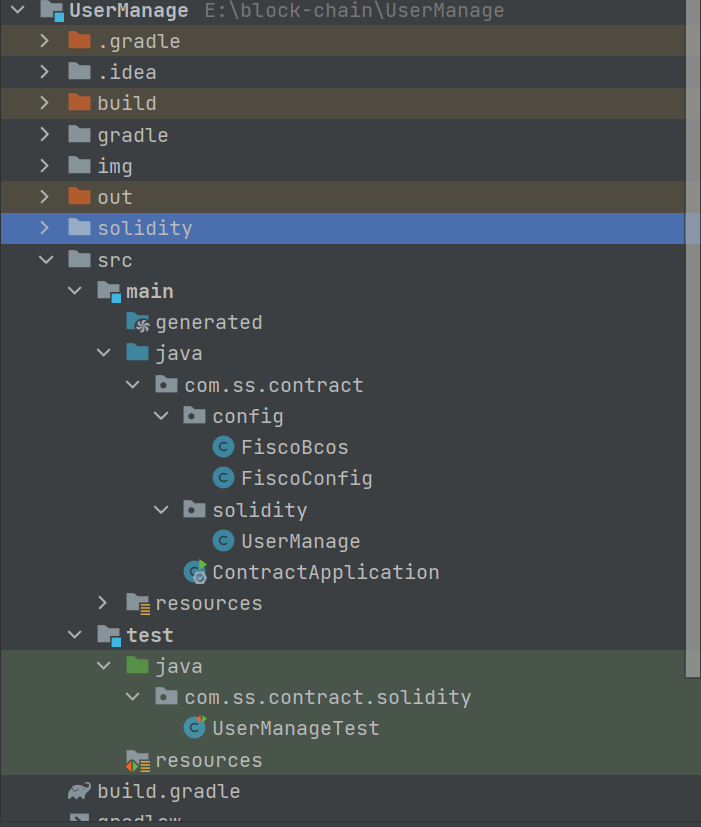 UserManage E:\block-chain\UserManage
.gradle
.idea
build
gradle
img
out
solidity
src
main
generated
java
com.ss.contract
config
FiscoBcos
FiscoConfig
solidity
UserManage
ContractApplication
resources
test
java
com.ss.contract.solidity
UserManageTest
resources
build.gradle
gradlew